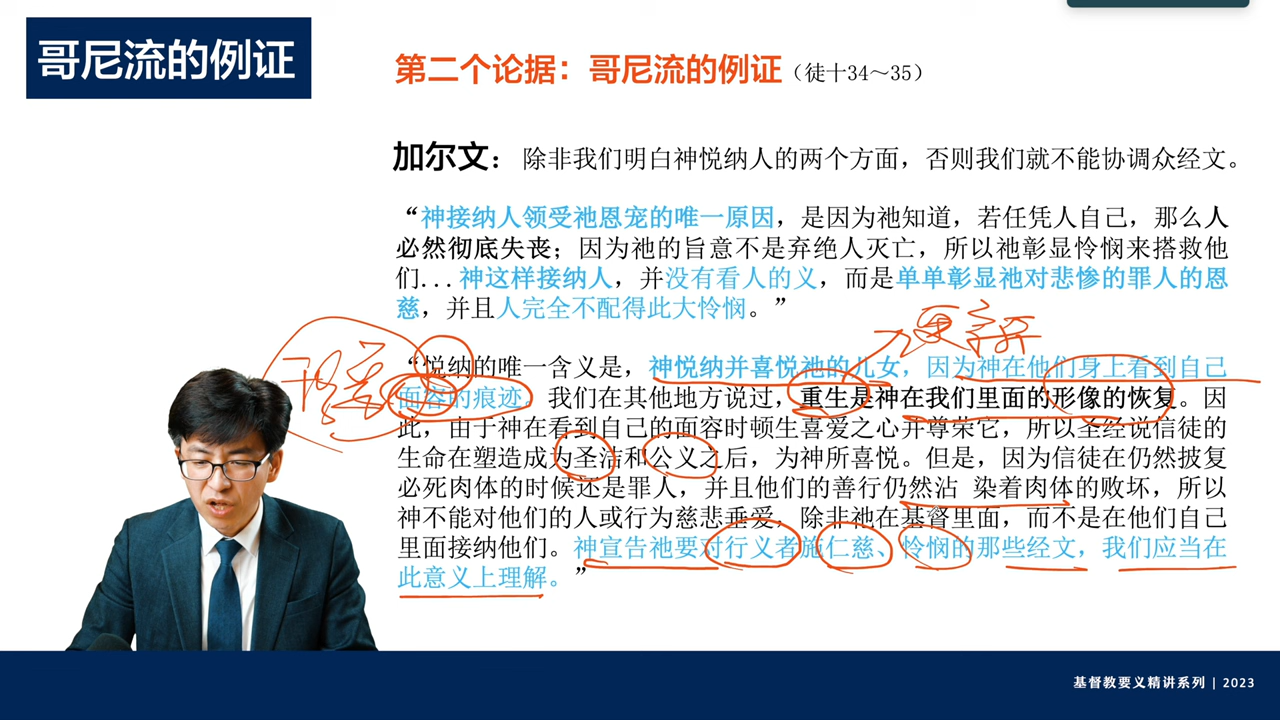 哥尼流的例证
第二个论据：哥尼流的例证（徒十34～35）
加尔文：除非我们明白神悦纳人的两个方面，否则我们就不能协调众经文。
“神接纳人领受祂恩宠的唯一原因，是因为祂知道，若任凭人自己，那么人
必然彻底失丧；因为祂的旨意不是弃绝人灭亡，所以祂彰显怜悯来搭救他
们...神这样接纳人，并没有看人的义，而是单单彰显祂对悲惨的罪人的恩
慈，并且人完全不配得此大怜悯。”
“悦纳的唯一含义是，神悦纳并喜悦祂的儿女，因为神在他们身上看到自己
面容的痕迹。我们在其他地方说过，重生是神在我们里面的形像的恢复。因
此，由于神在看到自己的面容时顿生喜爱之心并尊荣它，所以圣经说信徒的
生命在塑造成为圣洁和公义之后，为神所喜悦。但是，因为信徒在仍然披复
必死肉体的时候还是罪人，并且他们的善行仍然沾 染着肉体的败坏，所以
神不能对他们的人或行为慈悲垂爱，除非祂在基督里面，而不是在他们自己
里面接纳他们。神宣告祂要对行义者施仁慈、怜悯的那些经文，我们应当在
此意义上理解。”
基督教要义精讲系列 | 2023